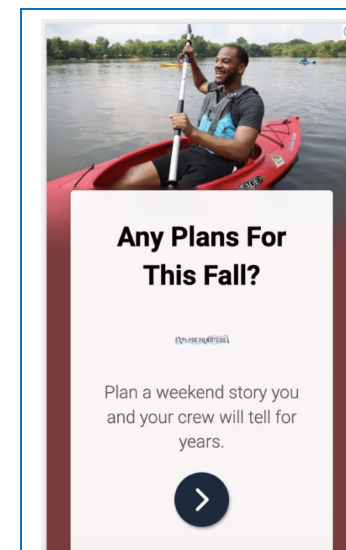 Any Plans For
This Fall?
Plan a weekend story you
and your crew will tell for
years.